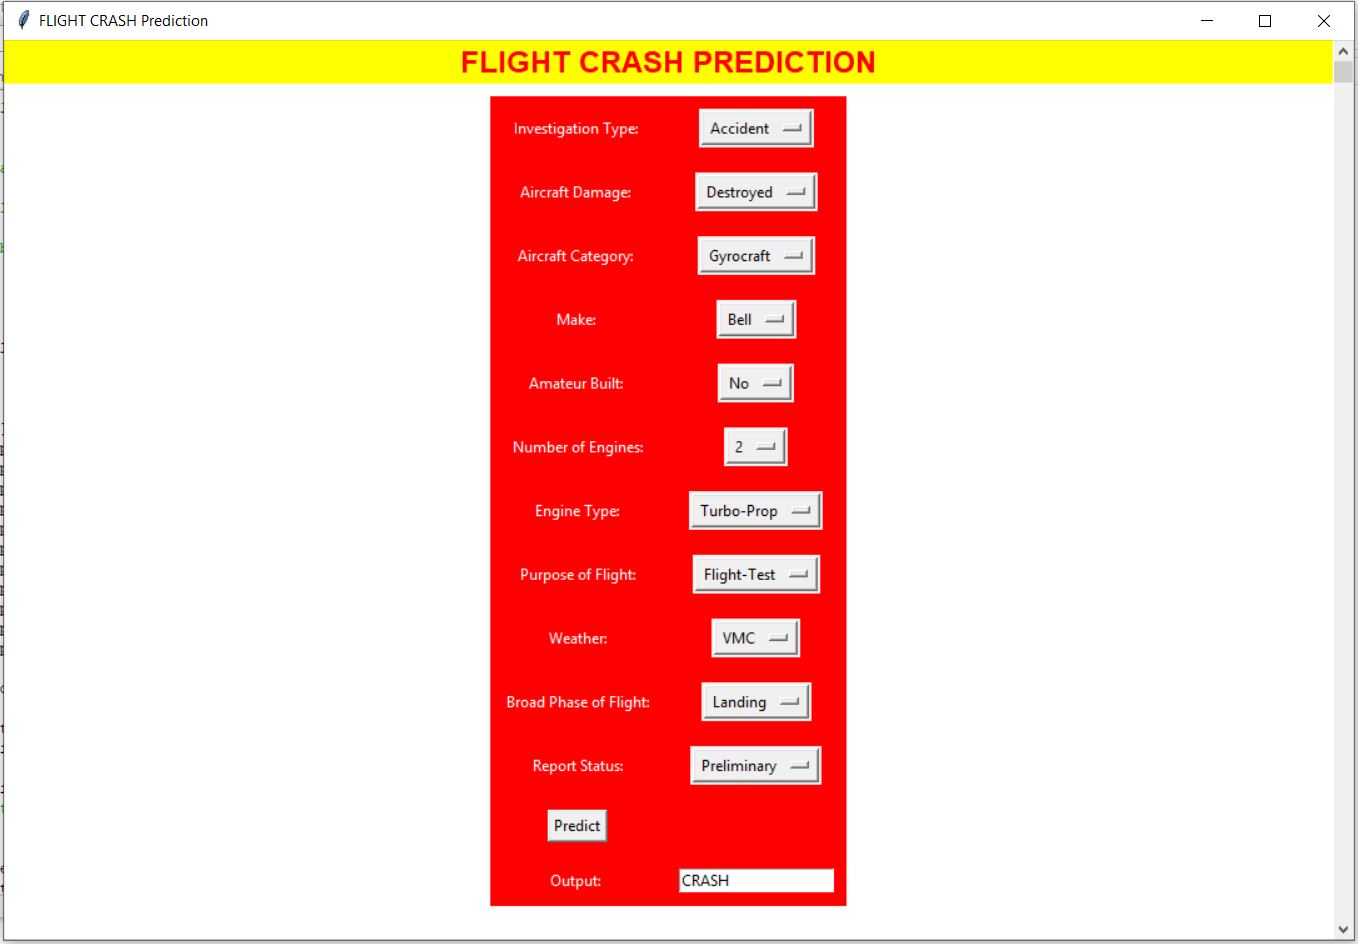 FLIGHT CRASH Prediction
FLIGHT CRASH PREDICTION
Investigation Type: Accident
Aircraft Damage: Destroyed
Aircraft Category: Gyrocraft
Make: Bell
Amateur Built: No
Number of Engines: 2
Engine Type: Turbo-Prop
Purpose of Flight: Flight-Test
Weather: VMC
Broad Phase of Flight: Landing
Report Status: Preliminary
Predict
Output: CRASH